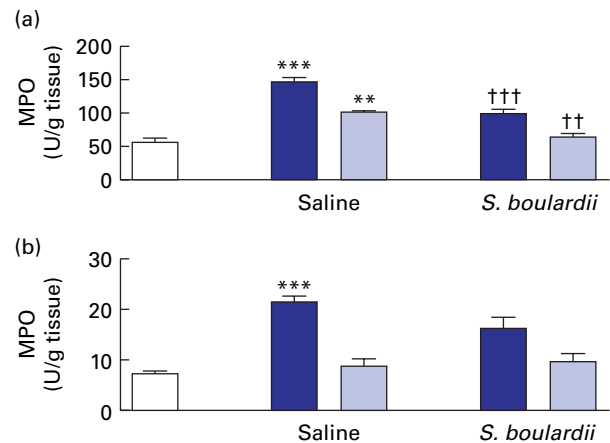 (a)
MPO
(U/g tissue)
200
150
100
50
0
***
**
†††
††
Saline
S. boulardii
(b)
MPO
(U/g tissue)
30
20
10
0
***
Saline
S. boulardii